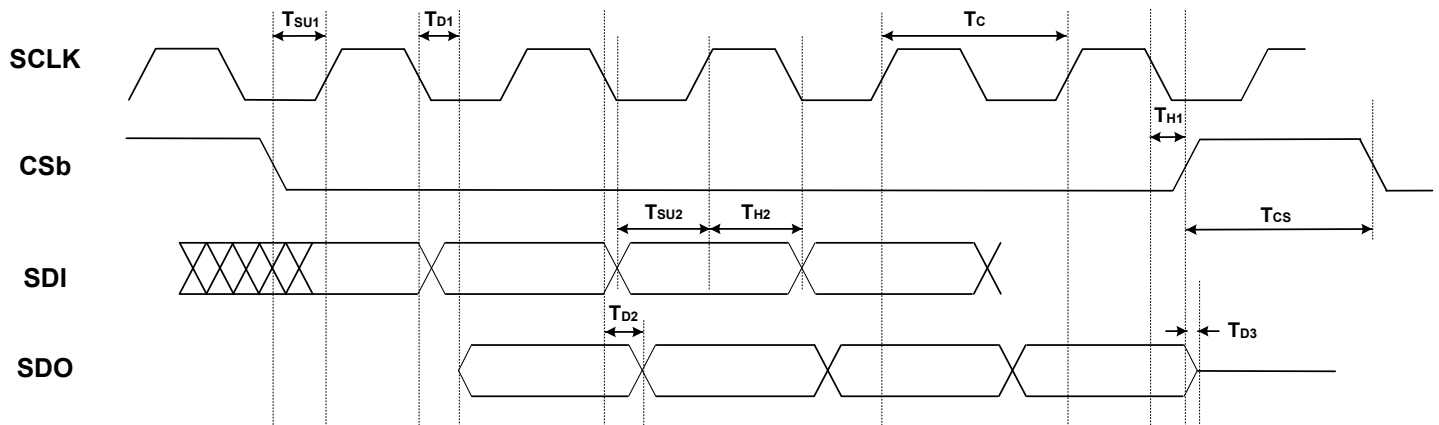 TSU1 TD1 TC
SCLK
TH1
CSb
TSU2 TH2 TCS
SDI
TD2 TD3
SDO